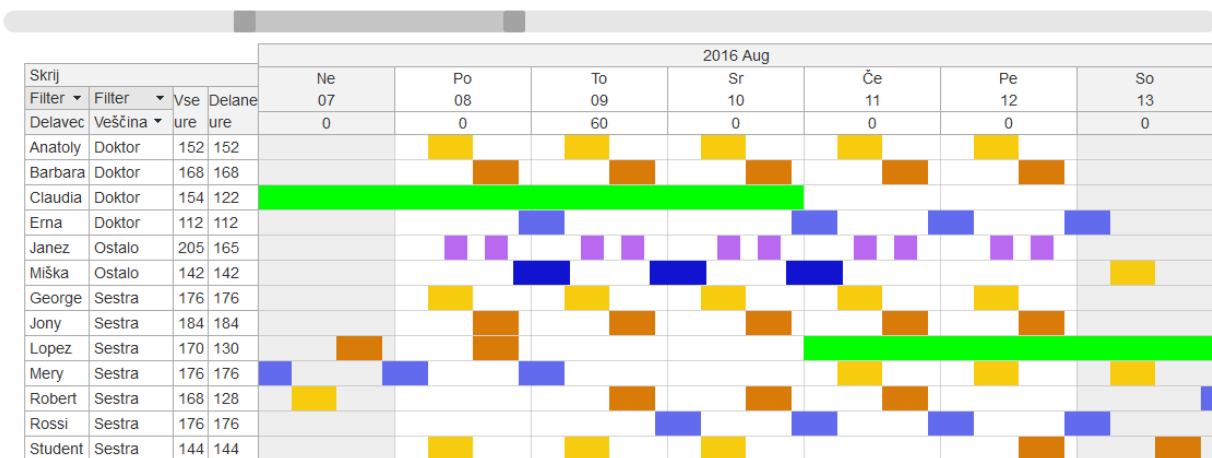 2016 Aug
Skrij Ne Po To Sr Če Pe So
Filter Filter Vse Delane 07 08 09 10 11 12 13
Delavec Veščina ure ure 0 0 60 0 0 0 0
Anatoly Doktor 152 152
Barbara Doktor 168 168
Claudia Doktor 154 122
Erna Doktor 112 112
Janez Ostalo 205 165
Miška Ostalo 142 142
George Sestra 176 176
Jony Sestra 184 184
Lopez Sestra 170 130
Mery Sestra 176 176
Robert Sestra 168 128
Rossi Sestra 176 176
Student Sestra 144 144